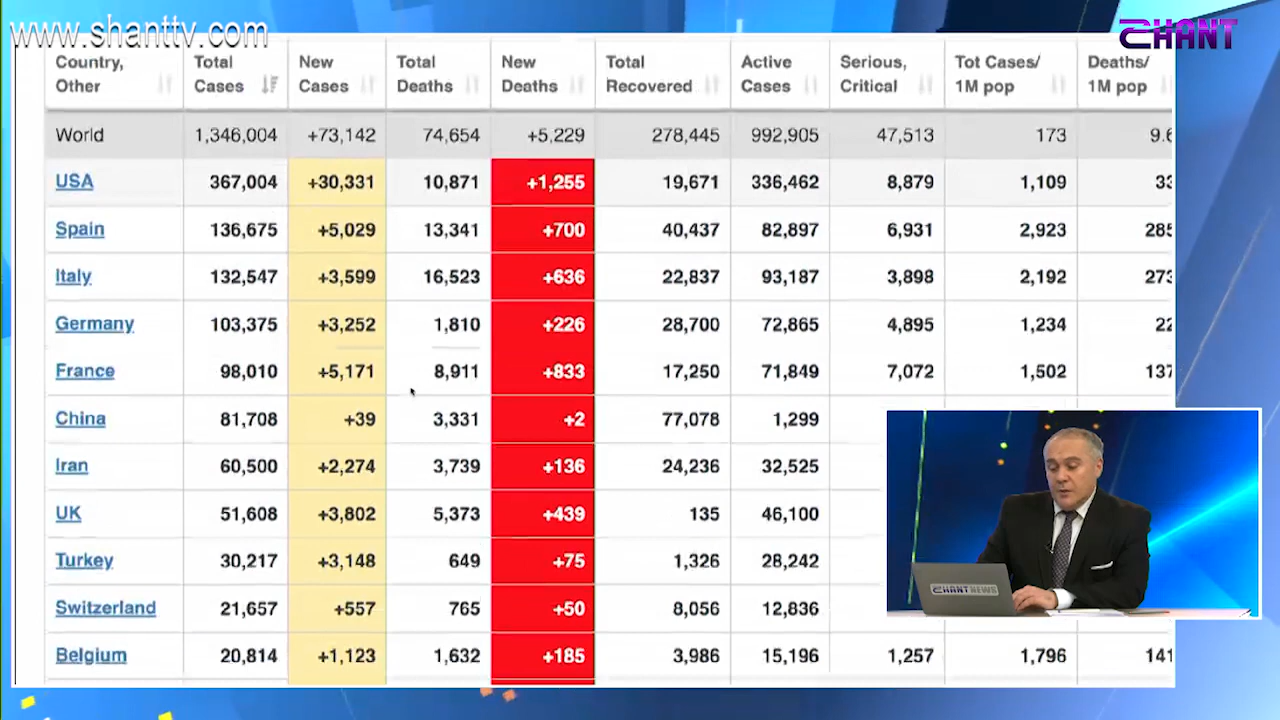 www.shanttv.com
SHANT
Country, Other Total Cases New Cases Total Deaths New Deaths Total Recovered Active Cases Serious, Critical Tot Cases/ 1M pop Deaths/ 1M pop
World 1,346,004 +73,142 74,654 +5,229 278,445 992,905 47,513 173 9.6
USA 367,004 +30,331 10,871 +1,255 19,671 336,462 8,879 1,109 33
Spain 136,675 +5,029 13,341 +700 40,437 82,897 6,931 2,923 285
Italy 132,547 +3,599 16,523 +636 22,837 93,187 3,898 2,192 273
Germany 103,375 +3,252 1,810 +226 28,700 72,865 4,895 1,234 22
France 98,010 +5,171 8,911 +833 17,250 71,849 7,072 1,502 137
China 81,708 +39 3,331 +2 77,078 1,299
Iran 60,500 +2,274 3,739 +136 24,236 32,525
UK 51,608 +3,802 5,373 +439 135 46,100
Turkey 30,217 +3,148 649 +75 1,326 28,242
Switzerland 21,657 +557 765 +50 8,056 12,836
Belgium 20,814 +1,123 1,632 +185 3,986 15,196 1,257 1,796 141
SHANT NEWS